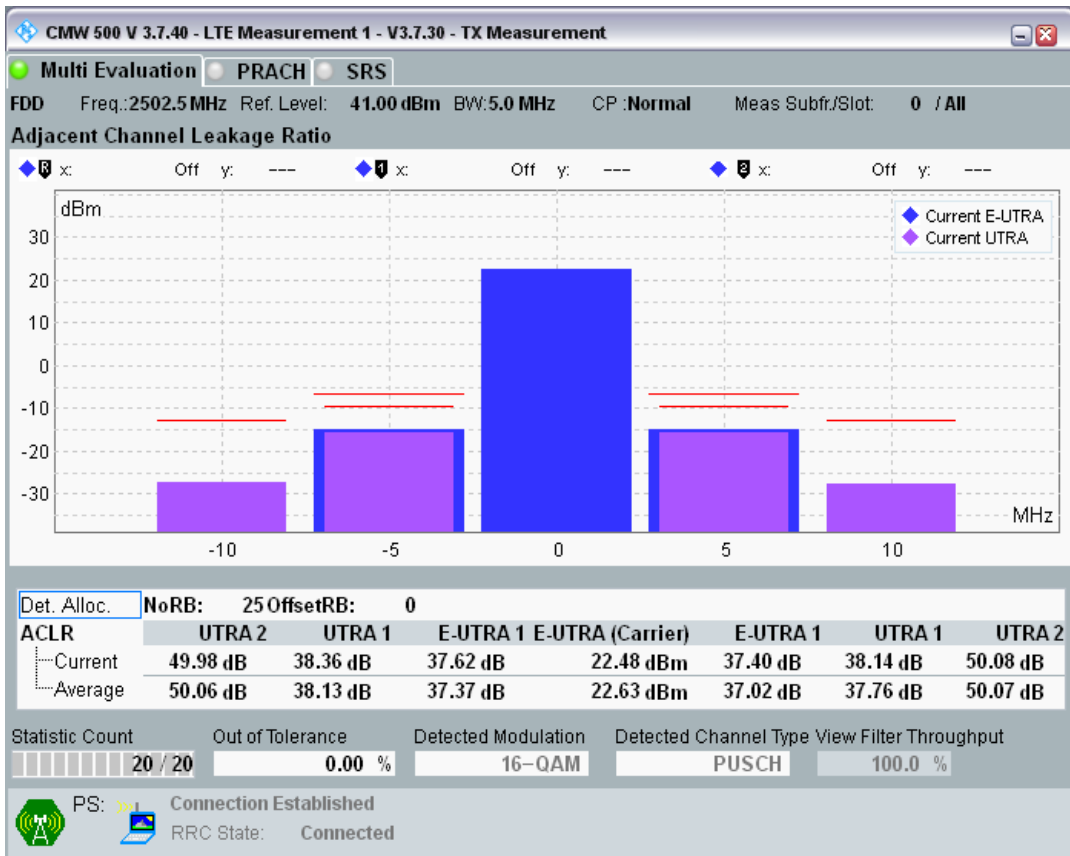 CMW 500 V 3.7.40 - LTE Measurement 1 - V3.7.30 - TX Measurement
Multi Evaluation PRACH SRS
FDD Freq.:2502.5 MHz Ref. Level: 41.00 dBm BW:5.0 MHz CP :Normal Meas Subfr./Slot: 0 / All
Adjacent Channel Leakage Ratio
R x: Off y: --- 1 x: Off y: --- 2 x: Off y: ---
dBm
Current E-UTRA
Current UTRA
30
20
10
0
-10
-20
-30
MHz
-10 -5 0 5 10
Det. Alloc. NoRB: 25 OffsetRB: 0
ACLR UTRA 2 UTRA 1 E-UTRA 1 E-UTRA (Carrier) E-UTRA 1 UTRA 1 UTRA 2
Current 49.98 dB 38.36 dB 37.62 dB 22.48 dBm 37.40 dB 38.14 dB 50.08 dB
Average 50.06 dB 38.13 dB 37.37 dB 22.63 dBm 37.02 dB 37.76 dB 50.07 dB
Statistic Count Out of Tolerance Detected Modulation Detected Channel Type View Filter Throughput
20 / 20 0.00 % 16-QAM PUSCH 100.0 %
PS: Connection Established
RRC State: Connected